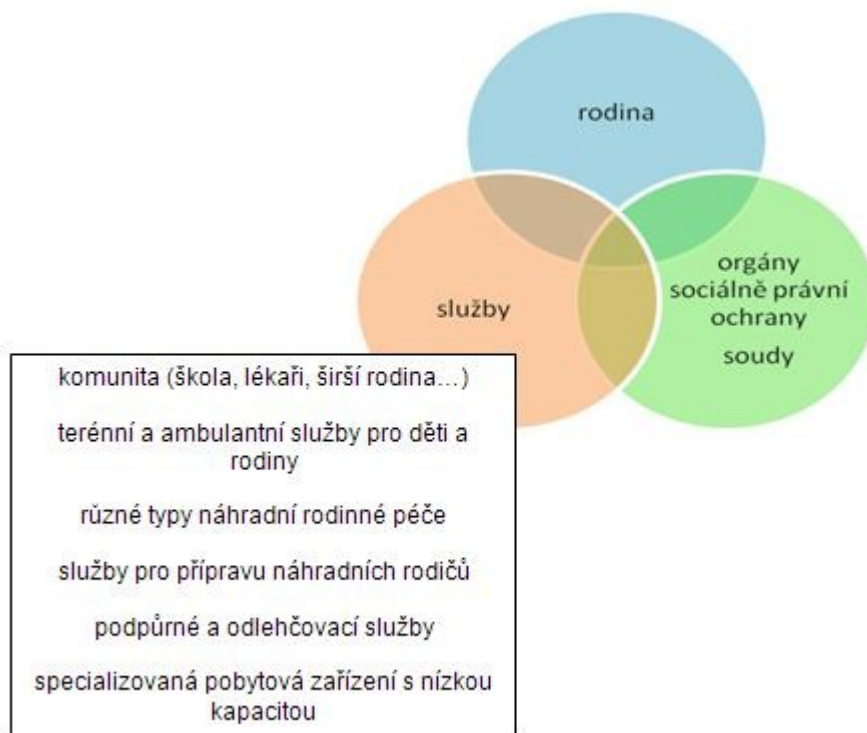 rodina
služby
orgány
sociálně právní
ochrany
soudy
komunita (škola, lékaři, širší rodina…)
terénní a ambulantní služby pro děti a
rodiny
různé typy náhradní rodinné péče
služby pro přípravu náhradních rodičů
podpůrné a odlehčovací služby
specializovaná pobytová zařízení s nízkou
kapacitou